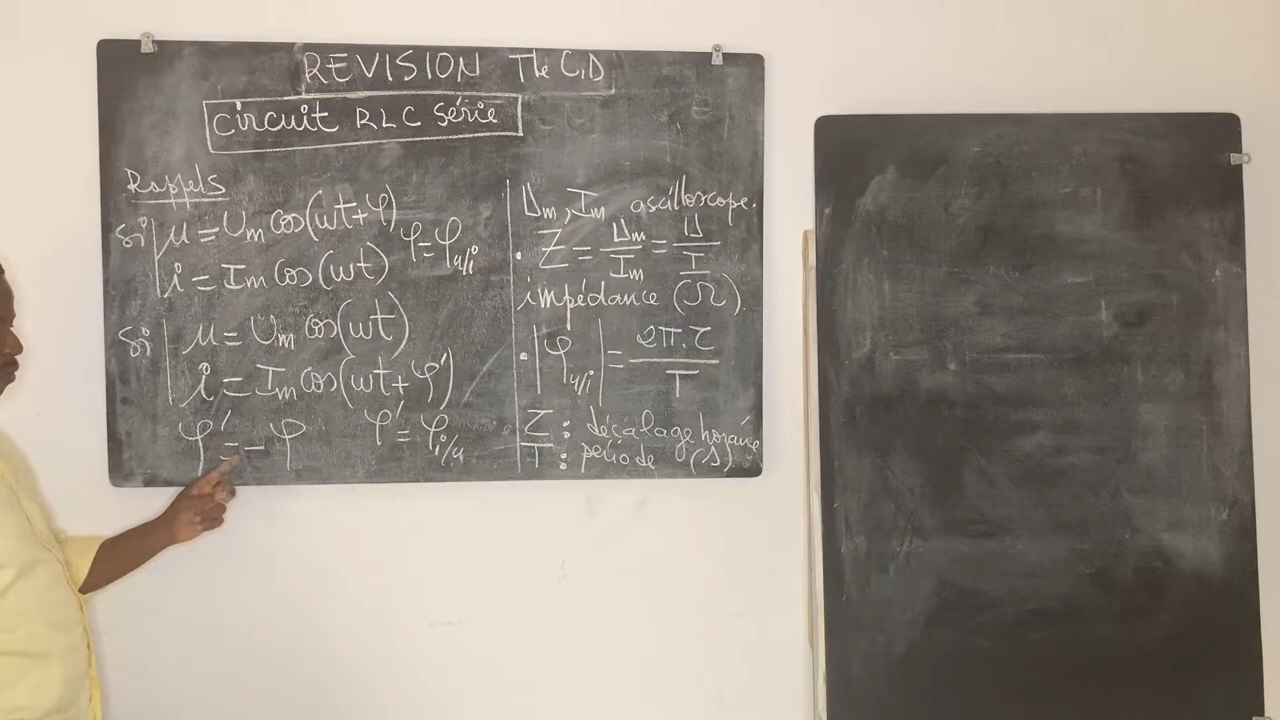 REVISION Tle C,D
circuit RLC série
Rappels
si | u = Um cos(ωt+φ)
φ = φu/i
i = Im cos(ωt)
si | u = Um cos(ωt)
i = Im cos(ωt+φ')
φ' = -φ φ' = φi/u
Um, Im oscilloscope.
. Z = Um/Im = U/I
impédance (Ω).
. |φu/i| = 2π.τ/T
τ : décalage horaire
T : période (s).